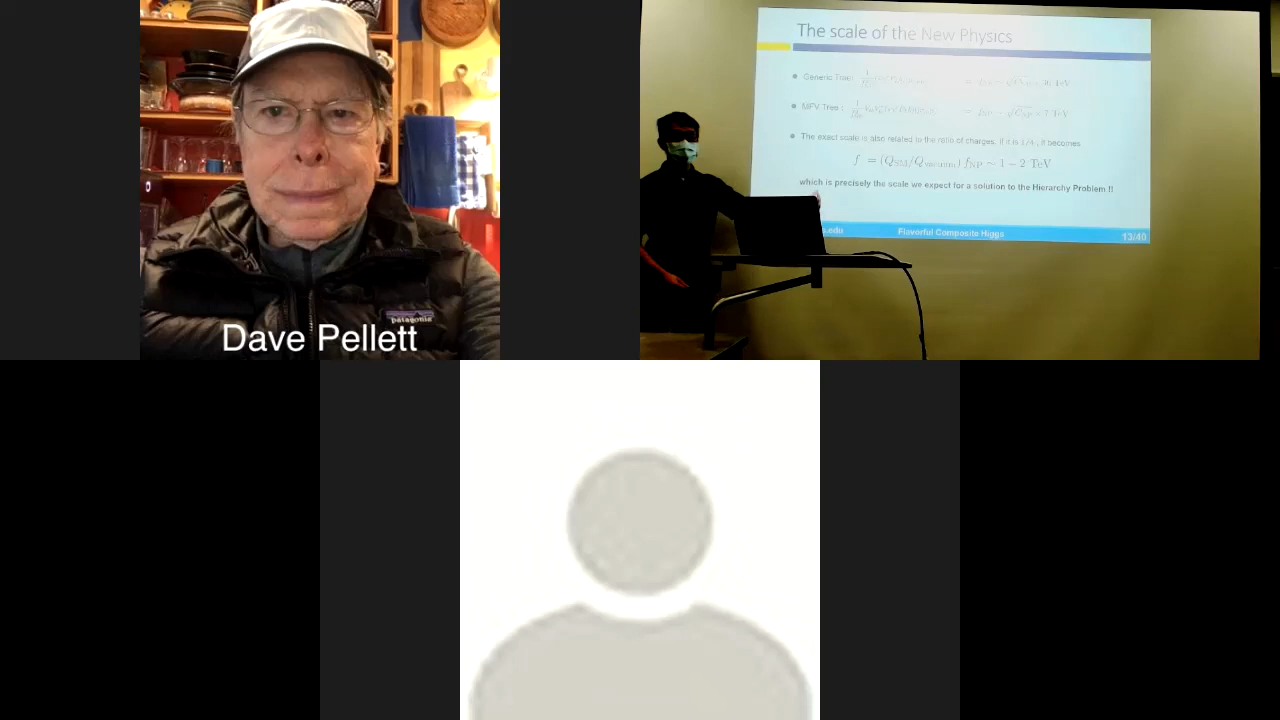 patagonia
Dave Pellett
The scale of the New Physics
Generic Tree:
MFV Tree :
The exact scale is also related to the ratio of charges. If it is 1/4 , it becomes
f = (Q / Q ) f_NP ∼ 1 − 2 TeV
which is precisely the scale we expect for a solution to the Hierarchy Problem !!
.edu
Flavorful Composite Higgs
13/40